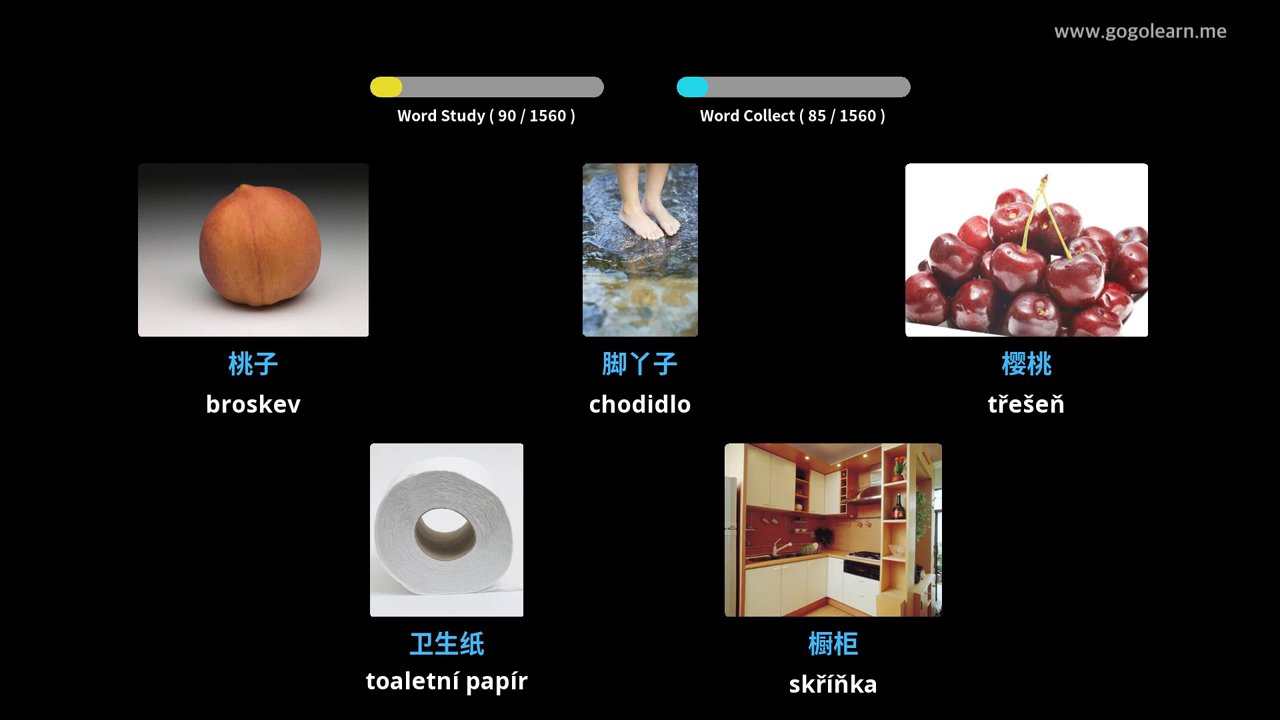 www.gogolearn.me
Word Study ( 90 / 1560 )
Word Collect ( 85 / 1560 )
桃子
脚丫子
樱桃
broskev
chodidlo
třešeň
卫生纸
橱柜
toaletní papír
skříňka